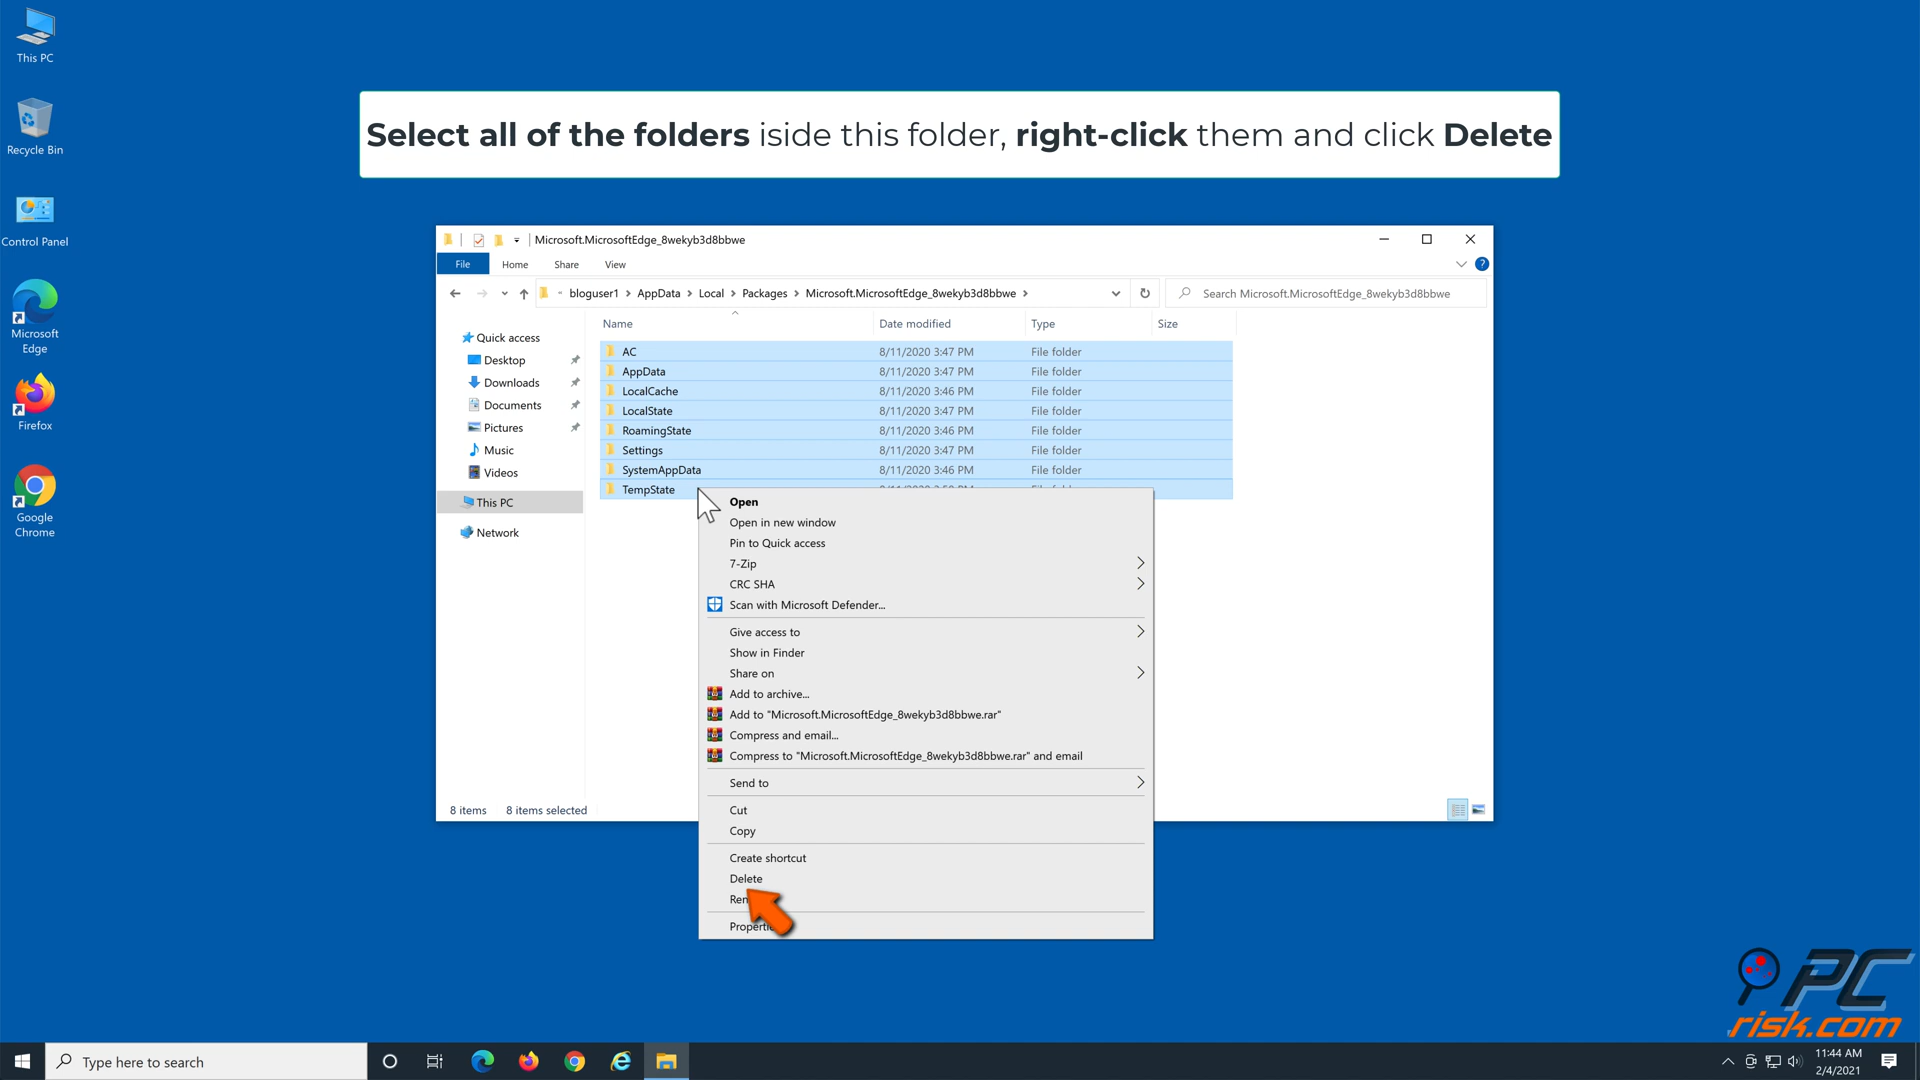 This PC
Recycle Bin
Control Panel
Microsoft
Edge
Firefox
Google
Chrome
Select all of the folders iside this folder, right-click them and click Delete
Microsoft.MicrosoftEdge_8wekyb3d8bbwe
File Home Share View
bloguser1 AppData Local Packages Microsoft.MicrosoftEdge_8wekyb3d8bbwe
Search Microsoft.MicrosoftEdge_8wekyb3d8bbwe
Quick access
Desktop
Downloads
Documents
Pictures
Music
Videos
This PC
Network
Name Date modified Type Size
AC 8/11/2020 3:47 PM File folder
AppData 8/11/2020 3:47 PM File folder
LocalCache 8/11/2020 3:46 PM File folder
LocalState 8/11/2020 3:47 PM File folder
RoamingState 8/11/2020 3:46 PM File folder
Settings 8/11/2020 3:47 PM File folder
SystemAppData 8/11/2020 3:46 PM File folder
TempState
Open
Open in new window
Pin to Quick access
7-Zip
CRC SHA
Scan with Microsoft Defender...
Give access to
Show in Finder
Share on
Add to archive...
Add to "Microsoft.MicrosoftEdge_8wekyb3d8bbwe.rar"
Compress and email...
Compress to "Microsoft.MicrosoftEdge_8wekyb3d8bbwe.rar" and email
Send to
Cut
Copy
Create shortcut
Delete
8 items 8 items selected
PC
risk.com
Type here to search
11:44 AM
2/4/2021